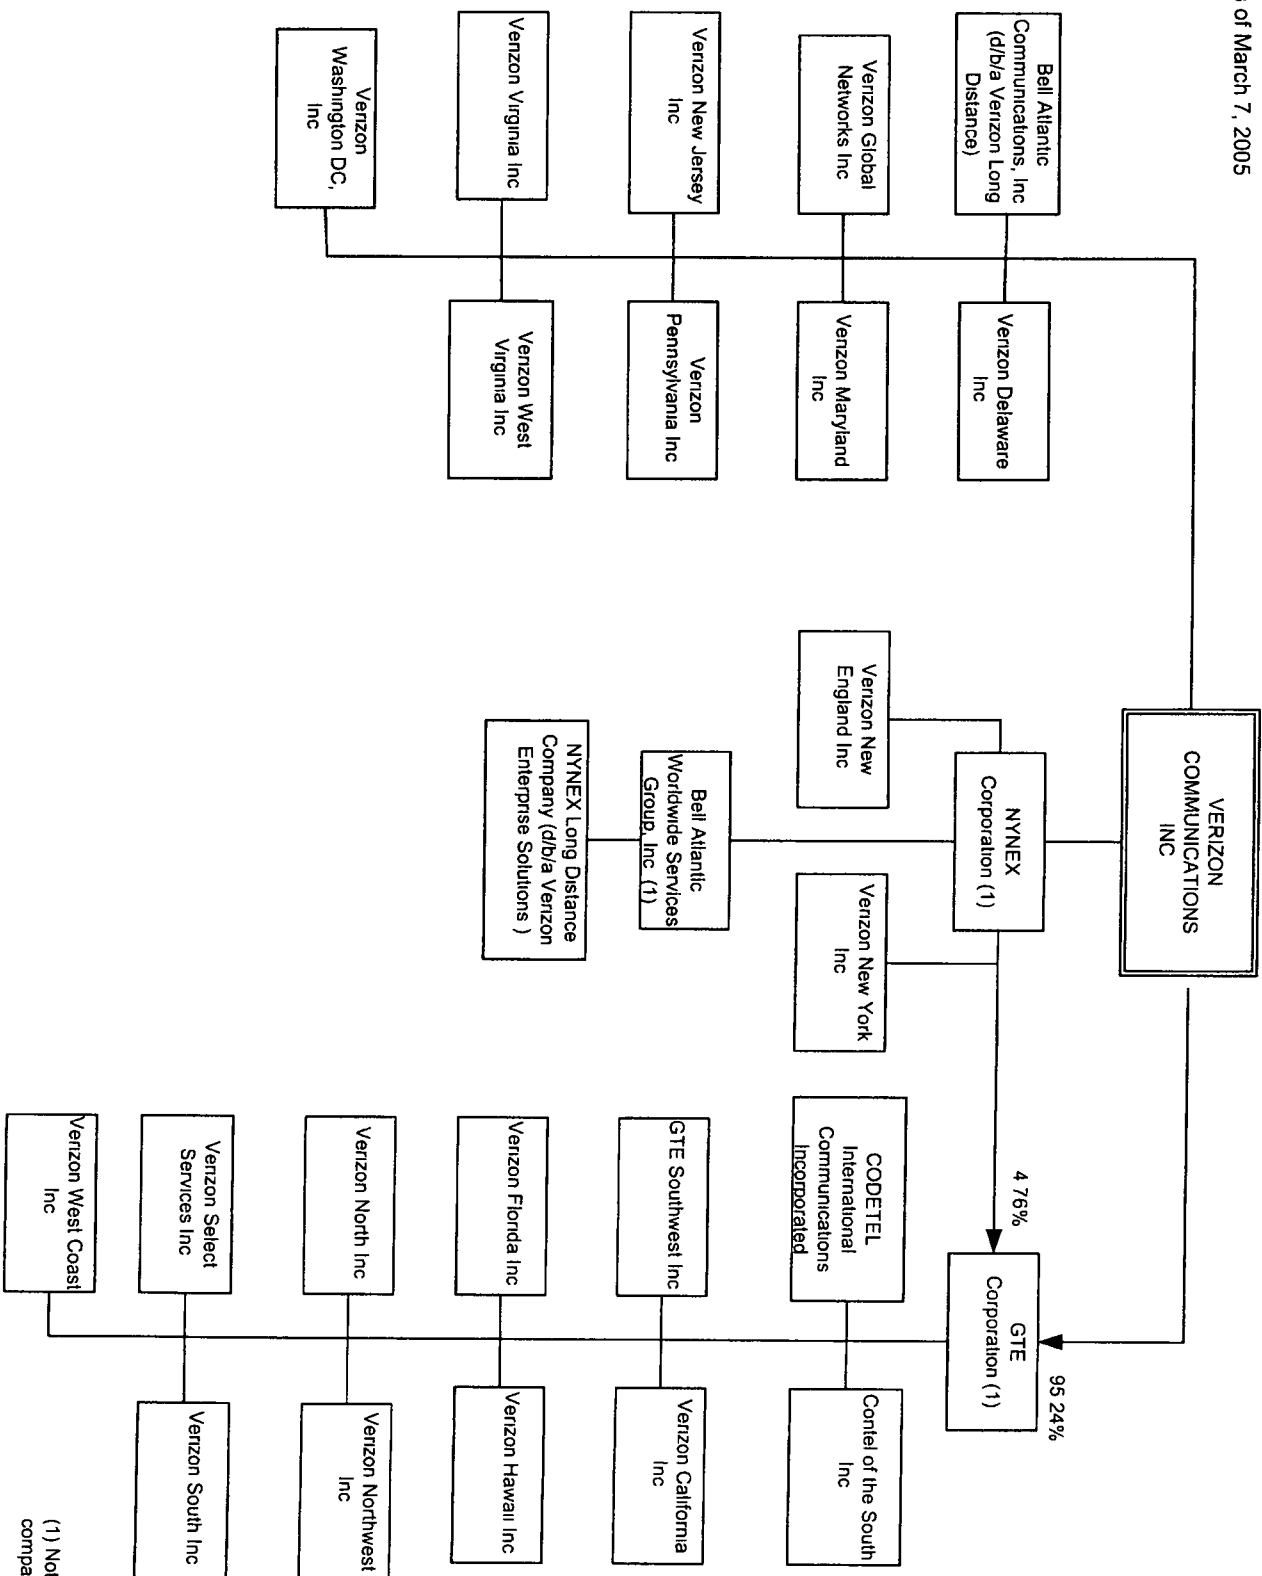 of March 7, 2005
VERIZON
COMMUNICATIONS
INC
Bell Atlantic
Communications, Inc
(d/b/a Verizon Long
Distance)
Verizon Delaware
Inc
Verizon Global
Networks Inc
Verizon Maryland
Inc
Verizon New Jersey
Inc
Verizon
Pennsylvania Inc
Verizon Virginia Inc
Verizon West
Virginia Inc
Verizon
Washington DC,
Inc
NYNEX
Corporation (1)
Verizon New
England Inc
Verizon New York
Inc
Bell Atlantic
Worldwide Services
Group, Inc (1)
NYNEX Long Distance
Company (d/b/a Verizon
Enterprise Solutions )
4 76%
95 24%
GTE
Corporation (1)
CODETEL
International
Communications
Incorporated
Contel of the South
Inc
GTE Southwest Inc
Verizon California
Inc
Verizon Florida Inc
Verizon Hawaii Inc
Verizon North Inc
Verizon Northwest
Inc
Verizon Select
Services Inc
Verizon South Inc
Verizon West Coast
Inc
(1)